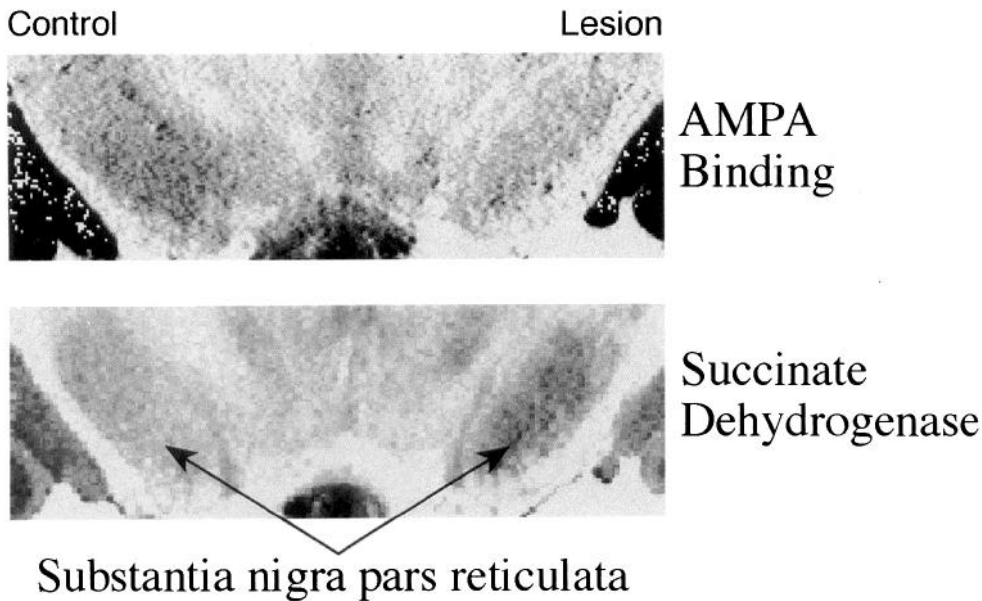 Control
Lesion
AMPA
Binding
Succinate
Dehydrogenase
Substantia nigra pars reticulata